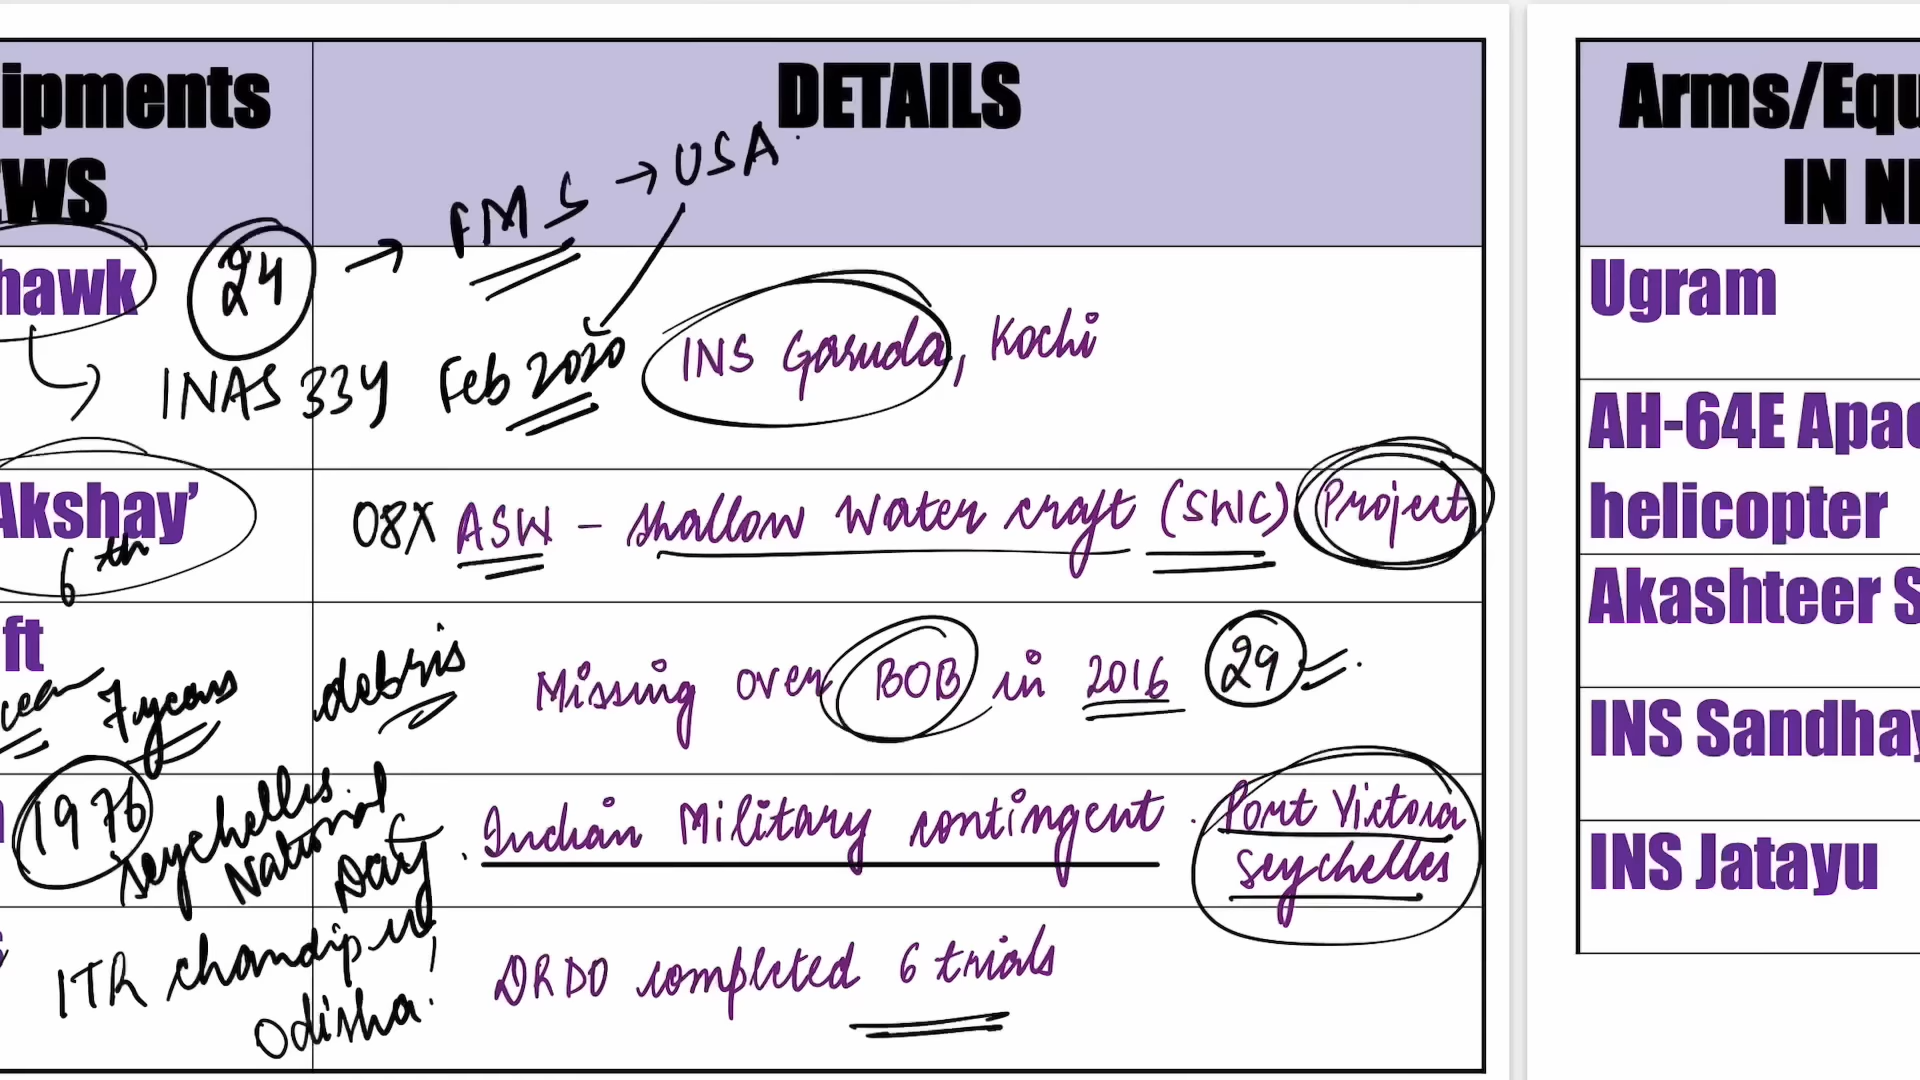 ipments
EWS
DETAILS
FMS → USA.
hawk
24 →
INAS 334 Feb 2020
INS Garuda, Kochi
Akshay’
6th
08X ASW – Shallow Water craft (SWC) Project
ft
7 years
debris
Missing over BOB in 2016 29
1976
Seychelles
National
Day
Indian Military contingent. Port Victoria
Seychelles
ITR Chandipur,
Odisha.
DRDO completed 6 trials
Arms/Equ
IN NE
Ugram
AH-64E Apac
helicopter
Akashteer S
INS Sandhay
INS Jatayu